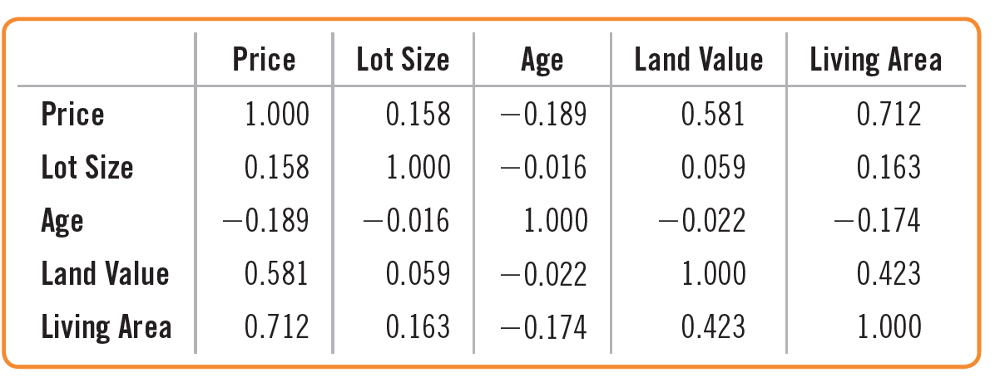 Price Lot Size Age Land Value Living Area
Price 1.000 0.158 −0.189 0.581 0.712
Lot Size 0.158 1.000 −0.016 0.059 0.163
Age −0.189 −0.016 1.000 −0.022 −0.174
Land Value 0.581 0.059 −0.022 1.000 0.423
Living Area 0.712 0.163 −0.174 0.423 1.000